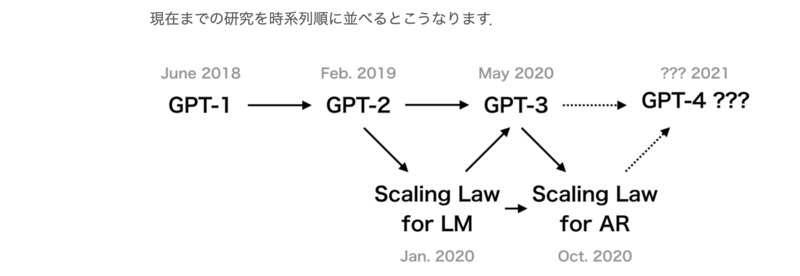 現在までの研究を時系列順に並べるとこうなります.
June 2018
Feb. 2019
May 2020
??? 2021
GPT-1
GPT-2
GPT-3
GPT-4 ???
Scaling Law
for LM
Scaling Law
for AR
Jan. 2020
Oct. 2020